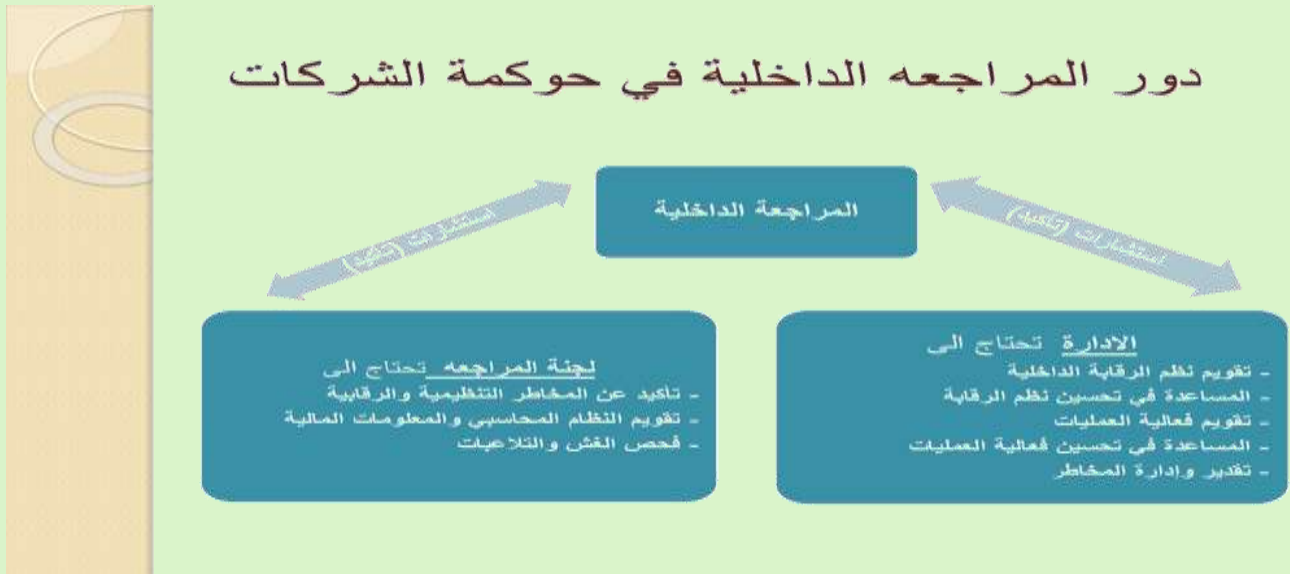 دور المراجعه الداخلية في حوكمة الشركات
المراجعة الداخلية
استشارات (تأكيد)
استشارات (تأكيد)
الادارة تحتاج الى
- تقويم نظم الرقابة الداخلية
- المساعدة في تحسين نظم الرقابة
- تقويم فعالية العمليات
- المساعدة في تحسين فعالية العمليات
- تقدير وإدارة المخاطر
لجنة المراجعه تحتاج الى
- تاكيد عن المخاطر التنظيمية والرقابية
- تقويم النظام المحاسبي والمعلومات المالية
- فحص الغش والتلاعبات